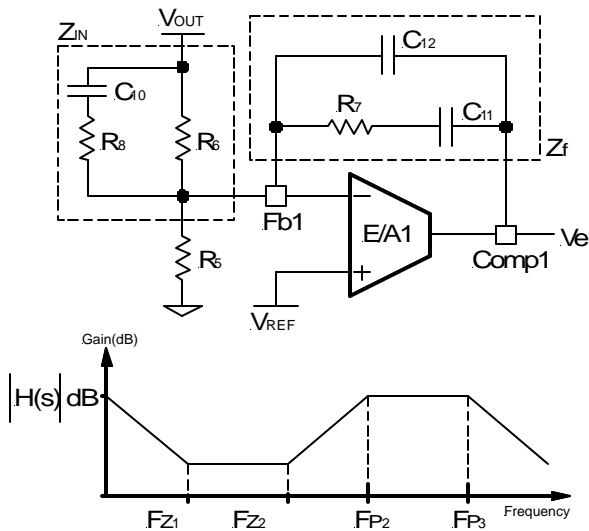 VOUT
ZIN
C12
C10
R7
C11
R8
R6
Zf
Fb1
−
E/A1
Ve
R5
+
Comp1
VREF
Gain(dB)
|H(s)| dB
FZ1 FZ2 FP2 FP3 Frequency